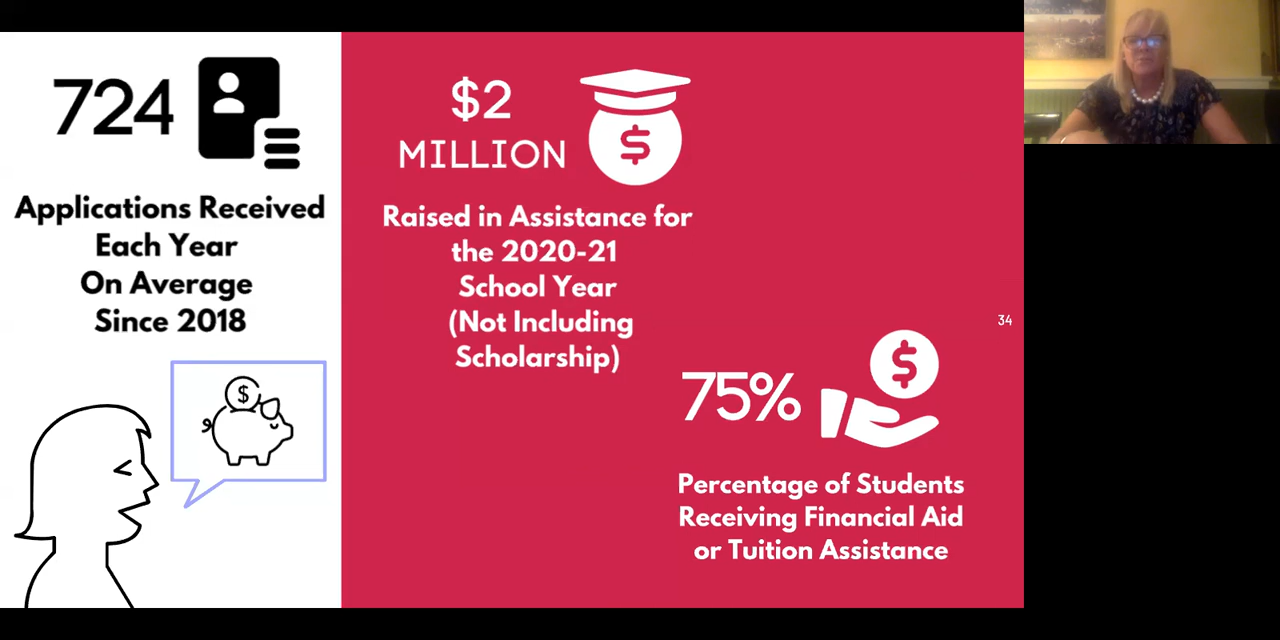 724
Applications Received
Each Year
On Average
Since 2018
$
$2
MILLION
$
Raised in Assistance for
the 2020-21
School Year
(Not Including
Scholarship)
34
$
75%
Percentage of Students
Receiving Financial Aid
or Tuition Assistance